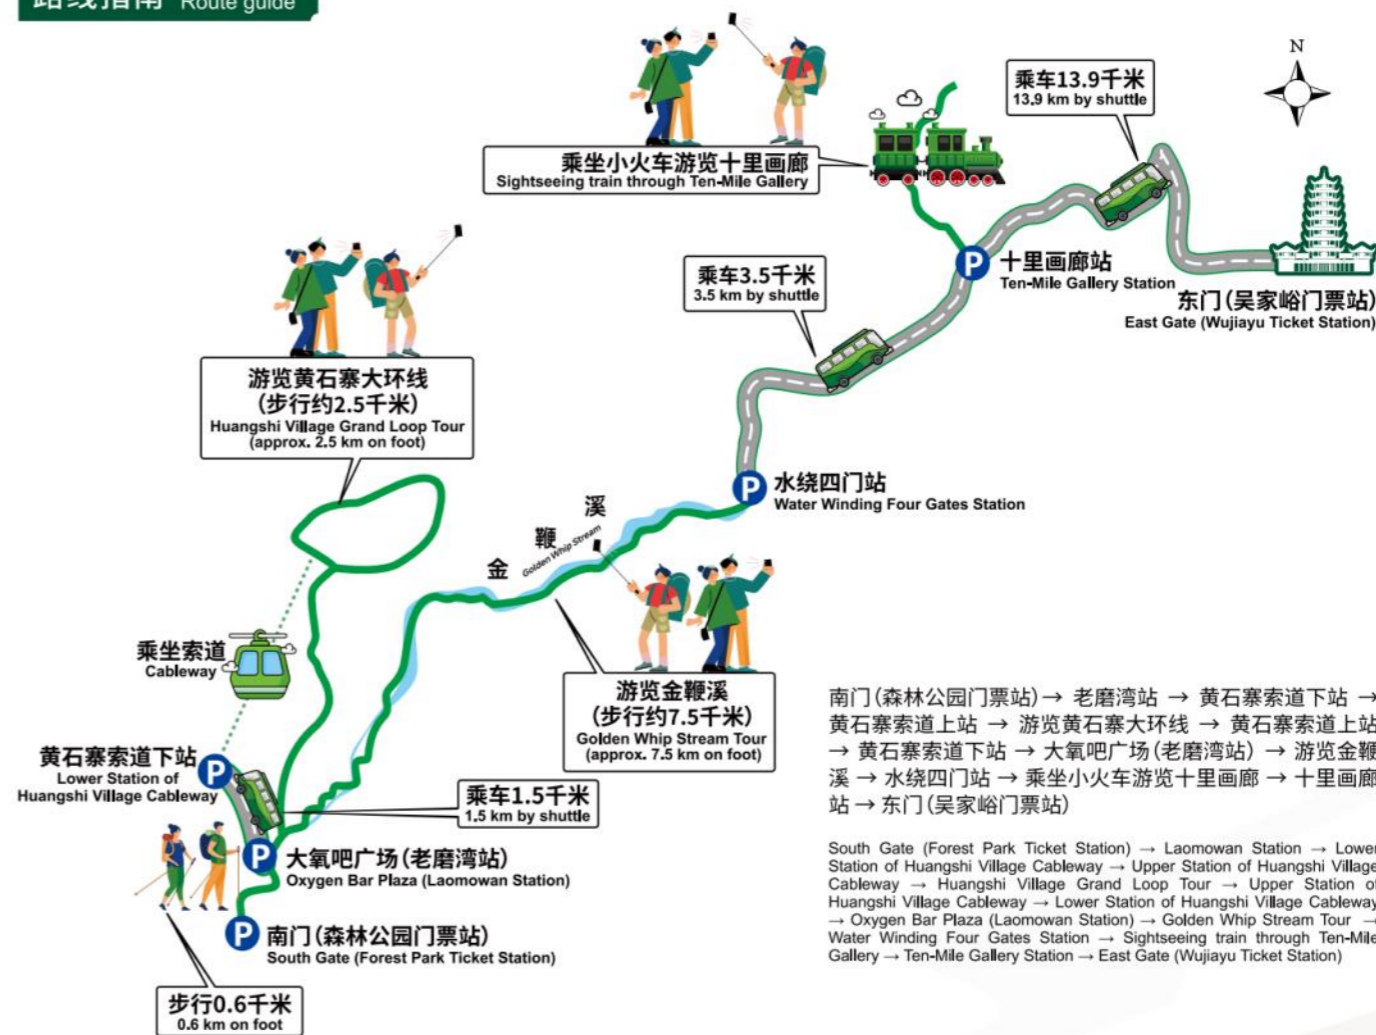 路线指南 Route guide
N
乘车13.9千米
13.9 km by shuttle
乘坐小火车游览十里画廊
Sightseeing train through Ten-Mile Gallery
十里画廊站
Ten-Mile Gallery Station
东门(吴家峪门票站)
East Gate (Wujiayu Ticket Station)
乘车3.5千米
3.5 km by shuttle
游览黄石寨大环线
(步行约2.5千米)
Huangshi Village Grand Loop Tour
(approx. 2.5 km on foot)
水绕四门站
Water Winding Four Gates Station
金鞭溪
Golden Whip Stream
乘坐索道
Cableway
游览金鞭溪
(步行约7.5千米)
Golden Whip Stream Tour
(approx. 7.5 km on foot)
黄石寨索道下站
Lower Station of
Huangshi Village Cableway
乘车1.5千米
1.5 km by shuttle
大氧吧广场(老磨湾站)
Oxygen Bar Plaza (Laomowan Station)
南门(森林公园门票站)
South Gate (Forest Park Ticket Station)
步行0.6千米
0.6 km on foot
南门(森林公园门票站)→ 老磨湾站 → 黄石寨索道下站 →
黄石寨索道上站 → 游览黄石寨大环线 → 黄石寨索道上站
→ 黄石寨索道下站 → 大氧吧广场(老磨湾站) → 游览金鞭
溪 → 水绕四门站 → 乘坐小火车游览十里画廊 → 十里画廊
站 → 东门(吴家峪门票站)
South Gate (Forest Park Ticket Station) → Laomowan Station → Lower
Station of Huangshi Village Cableway → Upper Station of Huangshi Village
Cableway → Huangshi Village Grand Loop Tour → Upper Station of
Huangshi Village Cableway → Lower Station of Huangshi Village Cableway
→ Oxygen Bar Plaza (Laomowan Station) → Golden Whip Stream Tour →
Water Winding Four Gates Station → Sightseeing train through Ten-Mile
Gallery → Ten-Mile Gallery Station → East Gate (Wujiayu Ticket Station)